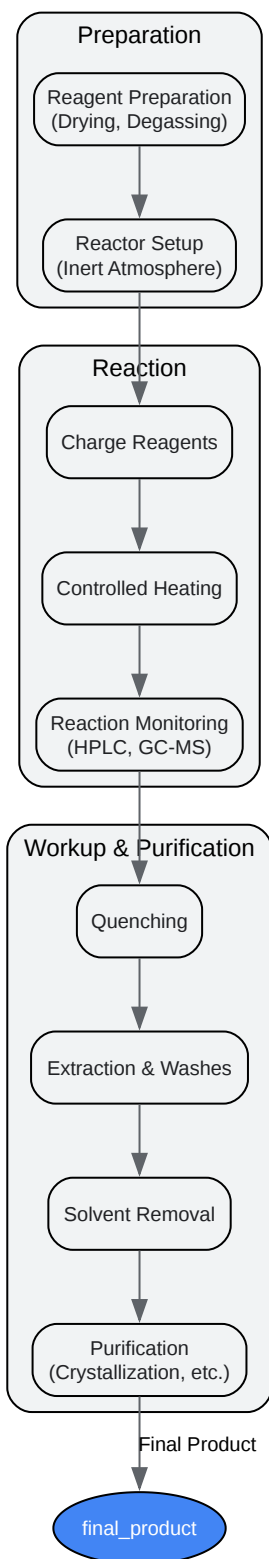 Preparation
Reagent Preparation
(Drying, Degassing)
Reactor Setup
(Inert Atmosphere)
Reaction
Charge Reagents
Controlled Heating
Reaction Monitoring
(HPLC, GC-MS)
Workup & Purification
Quenching
Extraction & Washes
Solvent Removal
Purification
(Crystallization, etc.)
Final Product
final_product